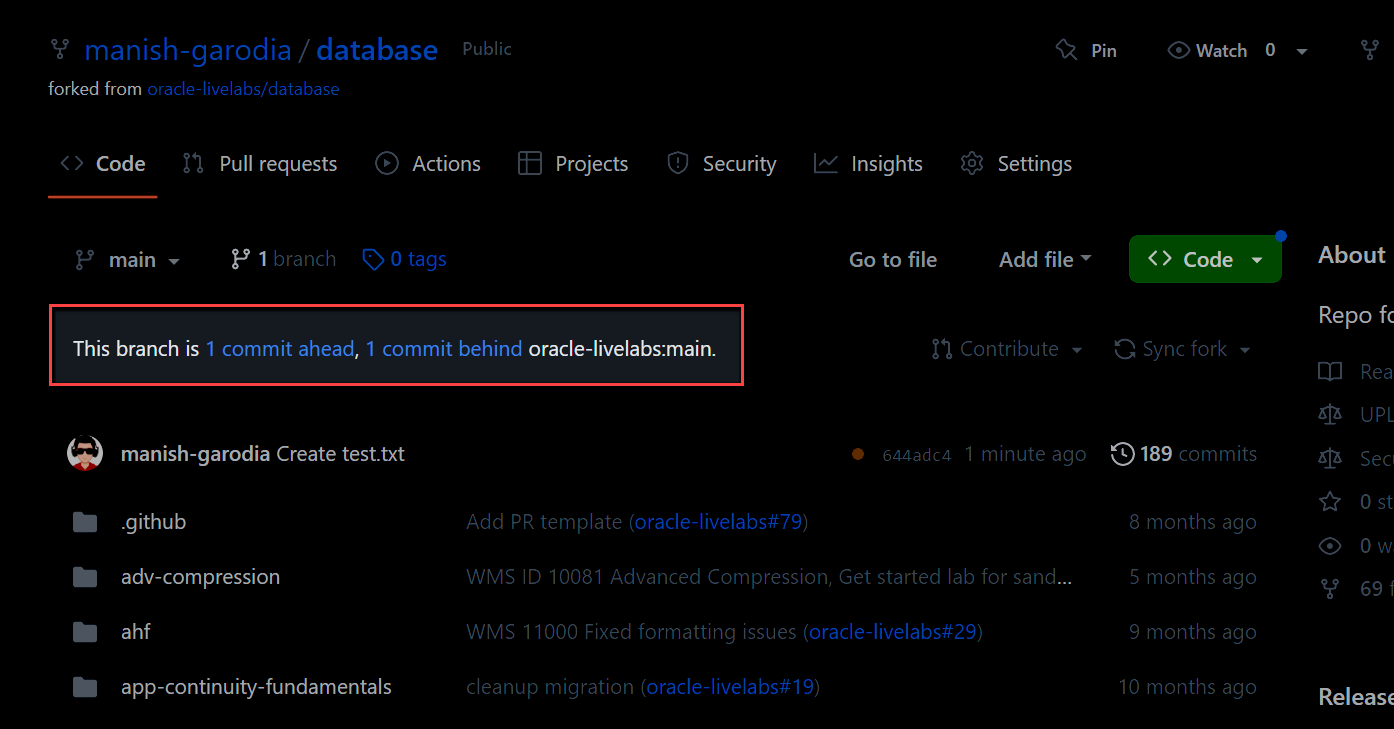 manish-garodia / database Public Pin Watch 0
forked from oracle-livelabs/database
Code Pull requests Actions Projects Security Insights Settings
main 1 branch 0 tags Go to file Add file Code
About
This branch is 1 commit ahead, 1 commit behind oracle-livelabs:main. Contribute Sync fork
Repo
manish-garodia Create test.txt 644adc4 1 minute ago 189 commits
.github Add PR template (oracle-livelabs#79) 8 months ago
adv-compression WMS ID 10081 Advanced Compression, Get started lab for sand... 5 months ago
ahf WMS 11000 Fixed formatting issues (oracle-livelabs#29) 9 months ago
app-continuity-fundamentals cleanup migration (oracle-livelabs#19) 10 months ago
UPL
0
0
69
Release